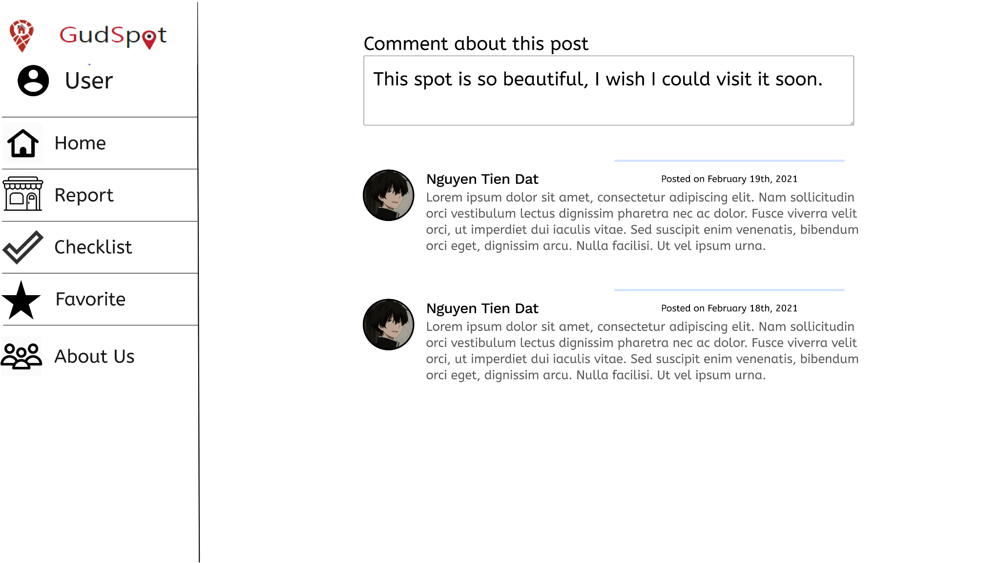 GudSpot
User
Home
Report
Checklist
Favorite
About Us
Comment about this post
This spot is so beautiful, I wish I could visit it soon.
Nguyen Tien Dat
Posted on February 19th, 2021
Lorem ipsum dolor sit amet, consectetur adipiscing elit. Nam sollicitudin
orci vestibulum lectus dignissim pharetra nec ac dolor. Fusce viverra velit
orci, ut imperdiet dui iaculis vitae. Sed suscipit enim venenatis, bibendum
orci eget, dignissim arcu. Nulla facilisi. Ut vel ipsum urna.
Nguyen Tien Dat
Posted on February 18th, 2021
Lorem ipsum dolor sit amet, consectetur adipiscing elit. Nam sollicitudin
orci vestibulum lectus dignissim pharetra nec ac dolor. Fusce viverra velit
orci, ut imperdiet dui iaculis vitae. Sed suscipit enim venenatis, bibendum
orci eget, dignissim arcu. Nulla facilisi. Ut vel ipsum urna.